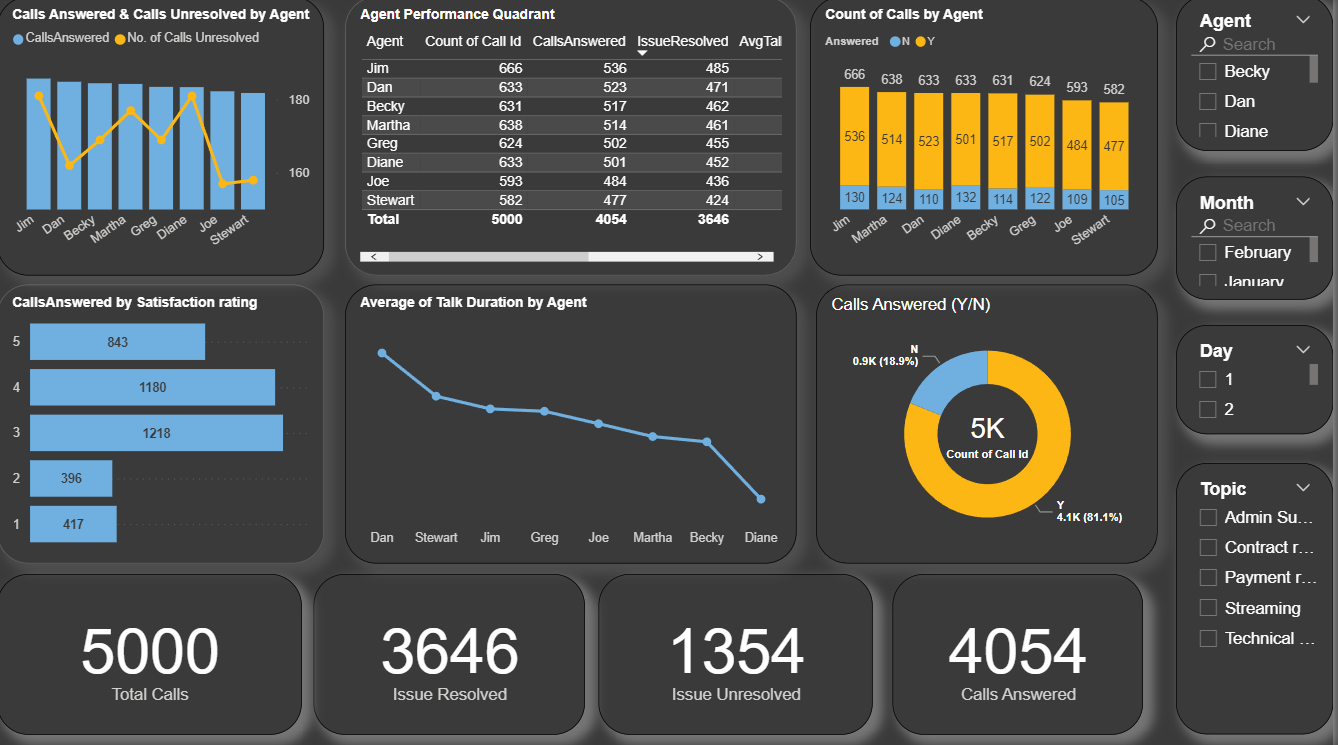 Calls Answered & Calls Unresolved by Agent
CallsAnswered No. of Calls Unresolved
180
160
Jim Dan Becky Martha Greg Diane Joe Stewart
Agent Performance Quadrant
Agent Count of Call Id CallsAnswered IssueResolved AvgTal
Jim 666 536 485
Dan 633 523 471
Becky 631 517 462
Martha 638 514 461
Greg 624 502 455
Diane 633 501 452
Joe 593 484 436
Stewart 582 477 424
Total 5000 4054 3646
Count of Calls by Agent
Answered N Y
666 638 633 633 631 624 593 582
536 514 523 501 517 502 484 477
130 124 110 132 114 122 109 105
Jim Martha Dan Diane Becky Greg Joe Stewart
Agent
Search
Becky
Dan
Diane
Month
Search
February
January
CallsAnswered by Satisfaction rating
5 843
4 1180
3 1218
2 396
1 417
Average of Talk Duration by Agent
Dan Stewart Jim Greg Joe Martha Becky Diane
Calls Answered (Y/N)
N
0.9K (18.9%)
5K
Count of Call Id
Y
4.1K (81.1%)
Day
1
2
Topic
Admin Su...
Contract r...
Payment r...
Streaming
Technical ...
5000
Total Calls
3646
Issue Resolved
1354
Issue Unresolved
4054
Calls Answered